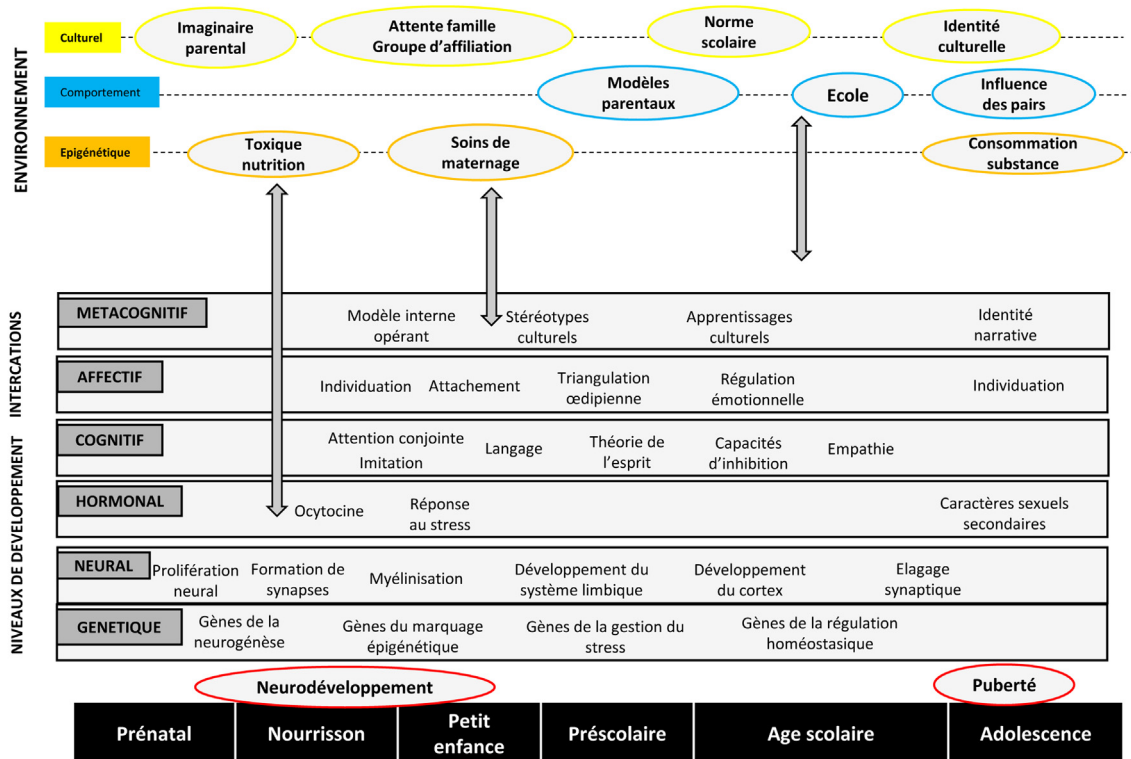 ENVIRONNEMENT
Culturel
Imaginaire
parental
Attente famille
Groupe d'affiliation
Norme
scolaire
Identité
culturelle
Comportement
Modèles
parentaux
Ecole
Influence
des pairs
Epigénétique
Toxique
nutrition
Soins de
maternage
Consommation
substance
NIVEAUX DE DEVELOPPEMENT INTERCATIONS
METACOGNITIF
Modèle interne
opérant
Stéréotypes
culturels
Apprentissages
culturels
Identité
narrative
AFFECTIF
Individuation
Attachement
Triangulation
œdipienne
Régulation
émotionnelle
Individuation
COGNITIF
Attention conjointe
Imitation
Langage
Théorie de
l'esprit
Capacités
d'inhibition
Empathie
HORMONAL
Ocytocine
Réponse
au stress
Caractères sexuels
secondaires
NEURAL
Prolifération
neural
Formation de
synapses
Myélinisation
Développement du
système limbique
Développement
du cortex
Elagage
synaptique
GENETIQUE
Gènes de la
neurogénèse
Gènes du marquage
épigénétique
Gènes de la gestion du
stress
Gènes de la régulation
homéostasique
Neurodéveloppement
Puberté
Prénatal
Nourrisson
Petit
enfance
Préscolaire
Age scolaire
Adolescence